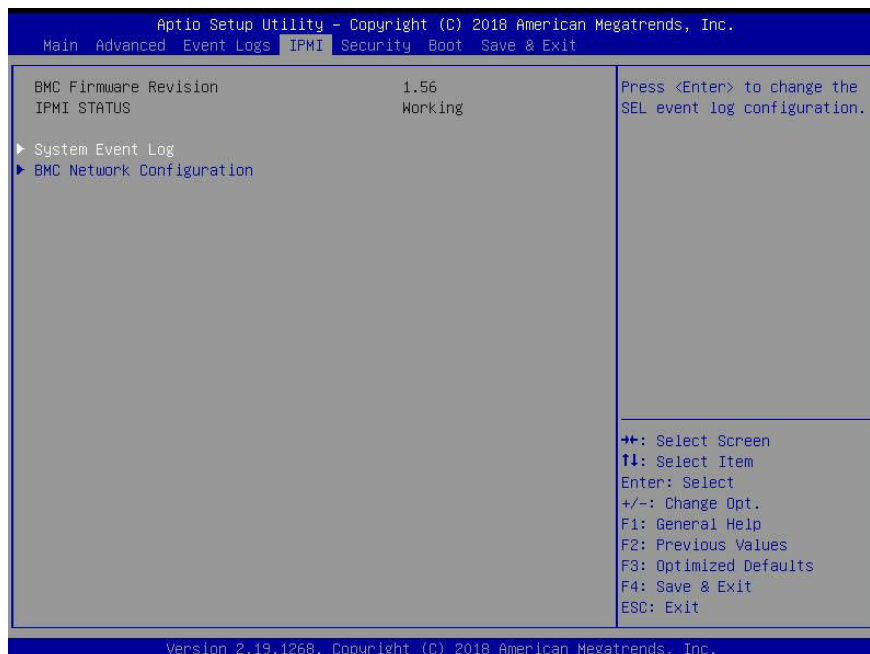 Aptio Setup Utility – Copyright (C) 2018 American Megatrends, Inc.
Main Advanced Event Logs IPMI Security Boot Save & Exit
BMC Firmware Revision 1.56
IPMI STATUS Working
System Event Log
BMC Network Configuration
Press <Enter> to change the
SEL event log configuration.
→←: Select Screen
↑↓: Select Item
Enter: Select
+/-: Change Opt.
F1: General Help
F2: Previous Values
F3: Optimized Defaults
F4: Save & Exit
ESC: Exit
Version 2.19.1268. Copyright (C) 2018 American Megatrends, Inc.